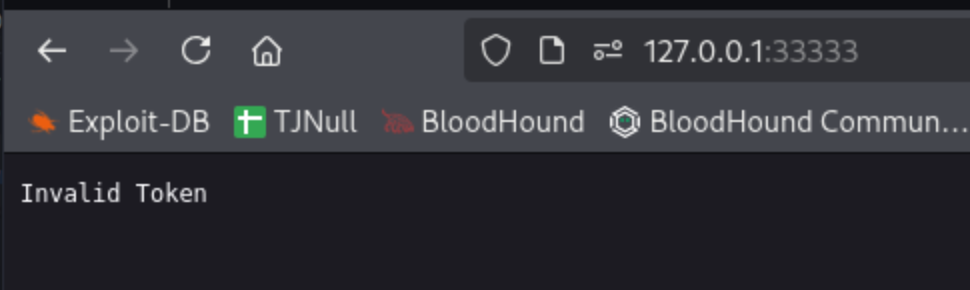 127.0.0.1:33333
Exploit-DB TJNull BloodHound BloodHound Commun...
Invalid Token